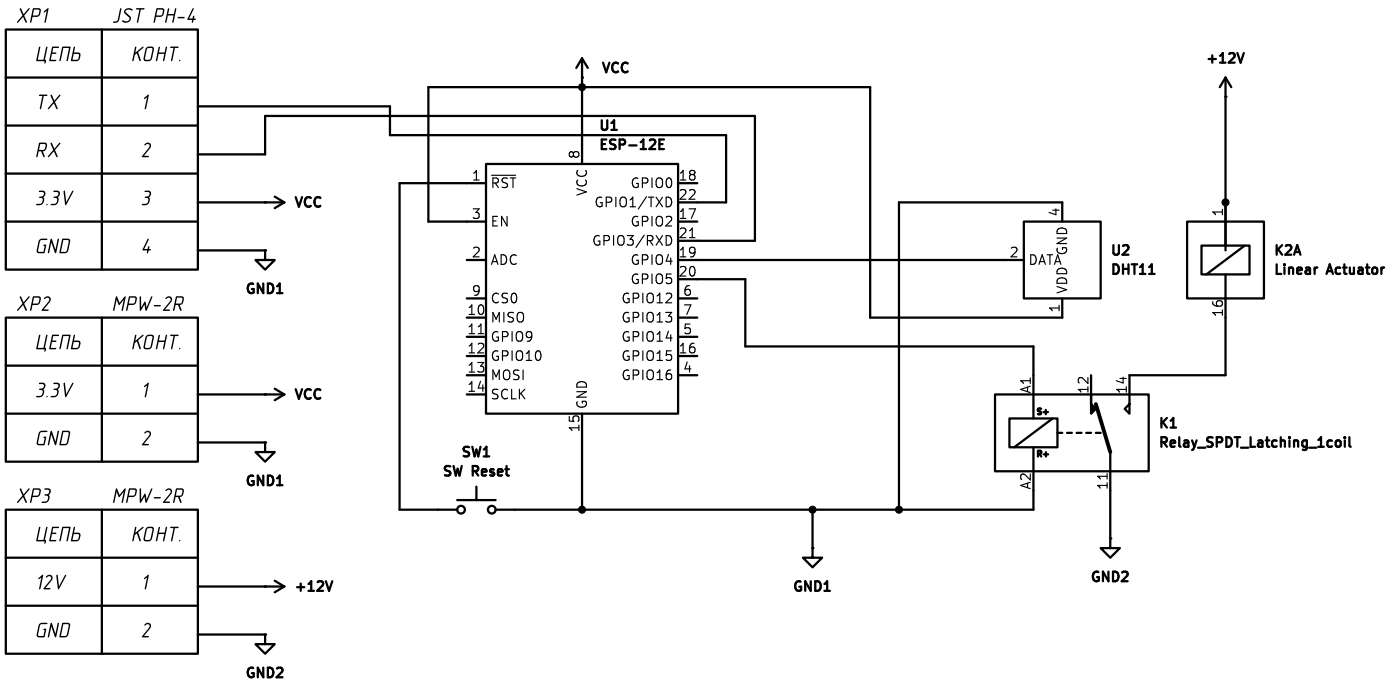 XP1 JST PH-4
ЦЕПЬ КОНТ.
TX 1
RX 2
3.3V 3
GND 4
VCC
GND1
XP2 MPW-2R
ЦЕПЬ КОНТ.
3.3V 1
GND 2
VCC
GND1
XP3 MPW-2R
ЦЕПЬ КОНТ.
12V 1
GND 2
+12V
GND2
VCC
U1
ESP-12E
8
VCC
1 RST
3 EN
2 ADC
9 CS0
10 MISO
11 GPIO9
12 GPIO10
13 MOSI
14 SCLK
GPIO0 18
GPIO1/TXD 22
GPIO2 17
GPIO3/RXD 21
GPIO4 19
GPIO5 20
GPIO12 6
GPIO13 7
GPIO14 5
GPIO15 16
GPIO16 4
GND
15
SW1
SW Reset
GND1
4
GND
2 DATA
VDD
1
U2
DHT11
+12V
1
K2A
Linear Actuator
16
A1
12
14
S+
R+
K1
Relay_SPDT_Latching_1coil
A2
11
GND2